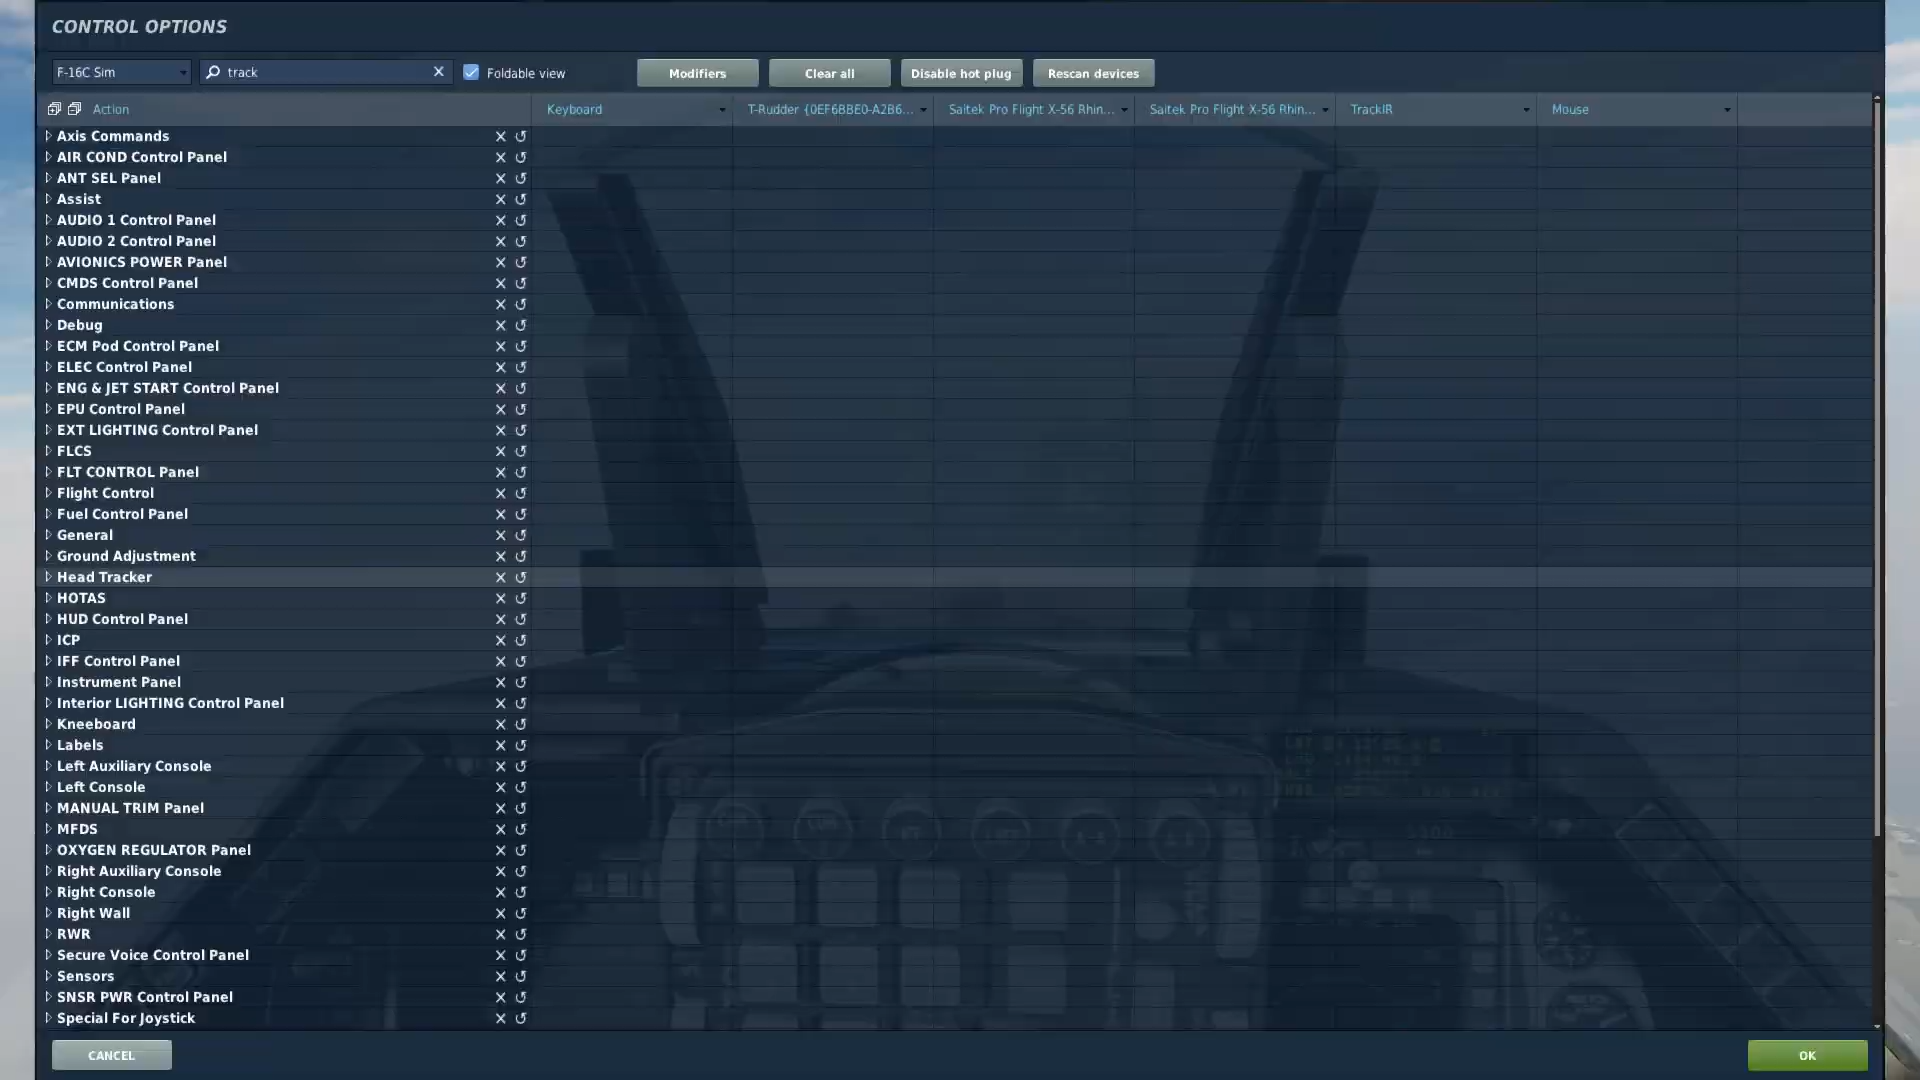 CONTROL OPTIONS
F-16C Sim
track
Foldable view
Modifiers
Clear all
Disable hot plug
Rescan devices
Action
Keyboard
T-Rudder {0EF6BBE0-A2B6...
Saitek Pro Flight X-56 Rhin...
Saitek Pro Flight X-56 Rhin...
TrackIR
Mouse
Axis Commands
AIR COND Control Panel
ANT SEL Panel
Assist
AUDIO 1 Control Panel
AUDIO 2 Control Panel
AVIONICS POWER Panel
CMDS Control Panel
Communications
Debug
ECM Pod Control Panel
ELEC Control Panel
ENG & JET START Control Panel
EPU Control Panel
EXT LIGHTING Control Panel
FLCS
FLT CONTROL Panel
Flight Control
Fuel Control Panel
General
Ground Adjustment
Head Tracker
HOTAS
HUD Control Panel
ICP
IFF Control Panel
Instrument Panel
Interior LIGHTING Control Panel
Kneeboard
Labels
Left Auxiliary Console
Left Console
MANUAL TRIM Panel
MFDS
OXYGEN REGULATOR Panel
Right Auxiliary Console
Right Console
Right Wall
RWR
Secure Voice Control Panel
Sensors
SNSR PWR Control Panel
Special For Joystick
CANCEL
OK